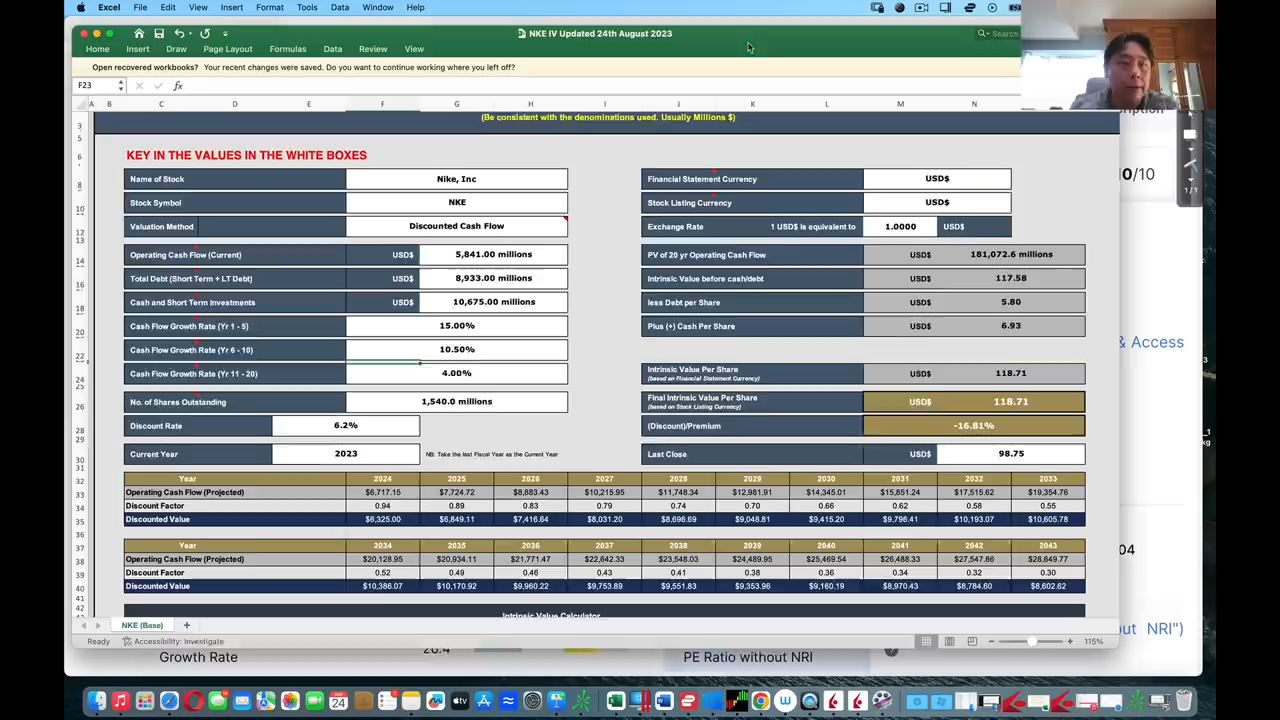 Excel File Edit View Insert Format Tools Data Window Help
NKE IV Updated 24th August 2023
Search
Home Insert Draw Page Layout Formulas Data Review View
Open recovered workbooks? Your recent changes were saved. Do you want to continue working where you left off?
F23 fx
A B C D E F G H I J K L M N
(Be consistent with the denominations used. Usually Millions $)
KEY IN THE VALUES IN THE WHITE BOXES
Name of Stock Nike, Inc Financial Statement Currency USD$
Stock Symbol NKE Stock Listing Currency USD$
Valuation Method Discounted Cash Flow Exchange Rate 1 USD$ is equivalent to 1.0000 USD$
Operating Cash Flow (Current) USD$ 5,841.00 millions PV of 20 yr Operating Cash Flow USD$ 181,072.6 millions
Total Debt (Short Term + LT Debt) USD$ 8,933.00 millions Intrinsic Value before cash/debt USD$ 117.58
Cash and Short Term Investments USD$ 10,675.00 millions less Debt per Share USD$ 5.80
Cash Flow Growth Rate (Yr 1 - 5) 15.00% Plus (+) Cash Per Share USD$ 6.93
Cash Flow Growth Rate (Yr 6 - 10) 10.50%
Cash Flow Growth Rate (Yr 11 - 20) 4.00% Intrinsic Value Per Share USD$ 118.71
(based on Financial Statement Currency)
No. of Shares Outstanding 1,540.0 millions Final Intrinsic Value Per Share USD$ 118.71
(based on Stock Listing Currency)
Discount Rate 6.2% (Discount)/Premium -16.81%
Current Year 2023 NB: Take the last Fiscal Year as the Current Year Last Close USD$ 98.75
Year 2024 2025 2026 2027 2028 2029 2030 2031 2032 2033
Operating Cash Flow (Projected) $6,717.15 $7,724.72 $8,883.43 $10,215.95 $11,748.34 $12,981.91 $14,345.01 $15,851.24 $17,515.62 $19,354.76
Discount Factor 0.94 0.89 0.83 0.79 0.74 0.70 0.66 0.62 0.58 0.55
Discounted Value $6,325.00 $6,849.11 $7,416.64 $8,031.20 $8,696.69 $9,048.81 $9,415.20 $9,796.41 $10,193.07 $10,605.78
Year 2034 2035 2036 2037 2038 2039 2040 2041 2042 2043
Operating Cash Flow (Projected) $20,128.95 $20,934.11 $21,771.47 $22,642.33 $23,548.03 $24,489.95 $25,469.54 $26,488.33 $27,547.86 $28,649.77
Discount Factor 0.52 0.49 0.46 0.43 0.41 0.38 0.36 0.34 0.32 0.30
Discounted Value $10,386.07 $10,170.92 $9,960.22 $9,753.89 $9,551.83 $9,353.96 $9,160.19 $8,970.43 $8,784.60 $8,602.62
Intrinsic Value Calculator
NKE (Base)
Ready Accessibility: Investigate 115%
Growth Rate PE Ratio without NRI
0/10
1 / 1
& Access
04
out NRI")